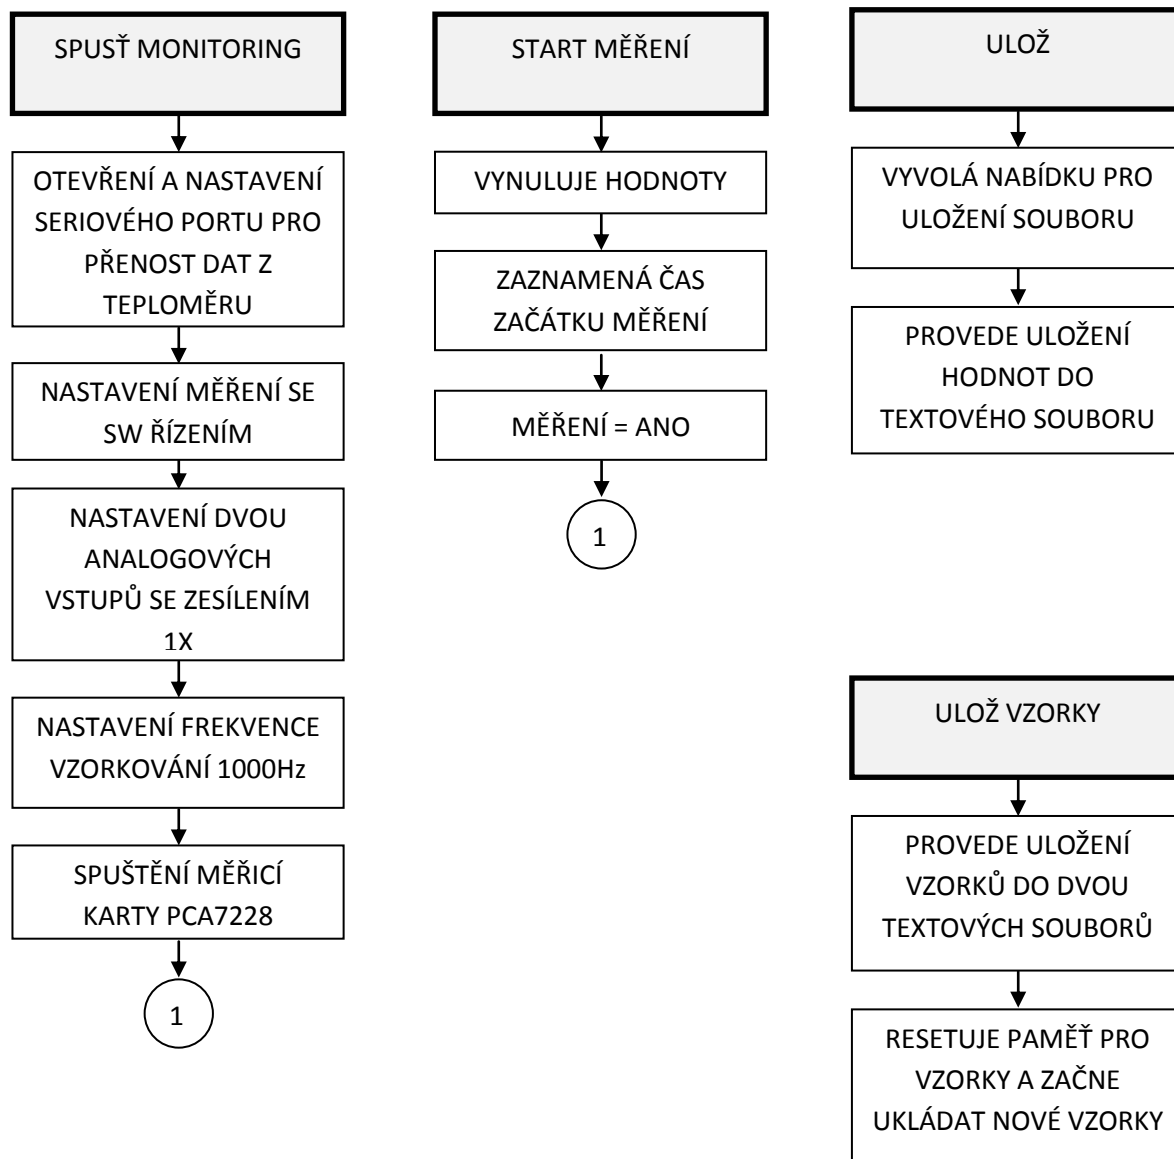 SPUSŤ MONITORING
OTEVŘENÍ A NASTAVENÍ
SERIOVÉHO PORTU PRO
PŘENOST DAT Z
TEPLOMĚRU
NASTAVENÍ MĚŘENÍ SE
SW ŘÍZENÍM
NASTAVENÍ DVOU
ANALOGOVÝCH
VSTUPŮ SE ZESÍLENÍM
1X
NASTAVENÍ FREKVENCE
VZORKOVÁNÍ 1000Hz
SPUŠTĚNÍ MĚŘICÍ
KARTY PCA7228
1
START MĚŘENÍ
VYNULUJE HODNOTY
ZAZNAMENÁ ČAS
ZAČÁTKU MĚŘENÍ
MĚŘENÍ = ANO
1
ULOŽ
VYVOLÁ NABÍDKU PRO
ULOŽENÍ SOUBORU
PROVEDE ULOŽENÍ
HODNOT DO
TEXTOVÉHO SOUBORU
ULOŽ VZORKY
PROVEDE ULOŽENÍ
VZORKŮ DO DVOU
TEXTOVÝCH SOUBORŮ
RESETUJE PAMĚŤ PRO
VZORKY A ZAČNE
UKLÁDAT NOVÉ VZORKY